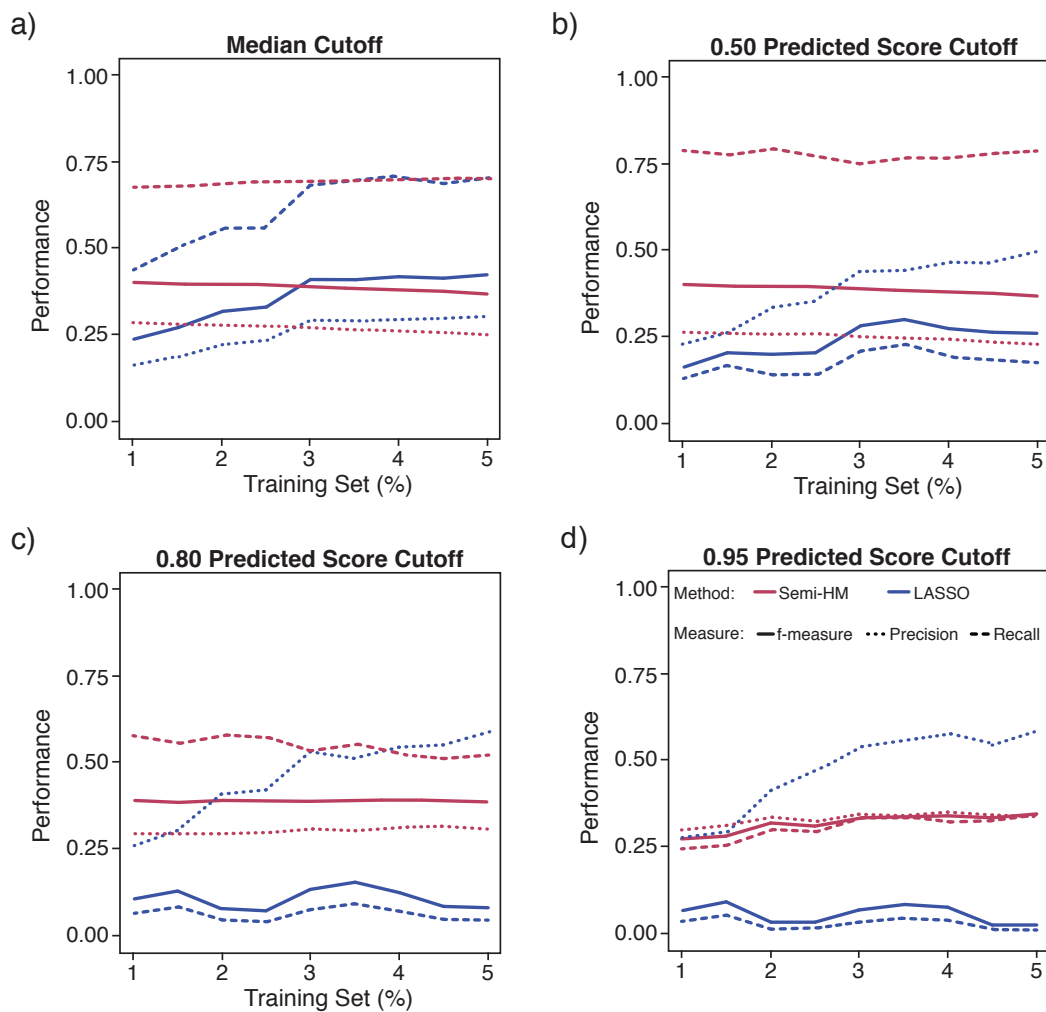 a)
Median Cutoff
1.00
0.75
0.50
0.25
0.00
Performance
1 2 3 4 5
Training Set (%)
b)
0.50 Predicted Score Cutoff
1.00
0.75
0.50
0.25
0.00
Performance
1 2 3 4 5
Training Set (%)
c)
0.80 Predicted Score Cutoff
1.00
0.75
0.50
0.25
0.00
Performance
1 2 3 4 5
Training Set (%)
d)
0.95 Predicted Score Cutoff
Method: Semi-HM LASSO
Measure: f-measure Precision Recall
1.00
0.75
0.50
0.25
0.00
Performance
1 2 3 4 5
Training Set (%)